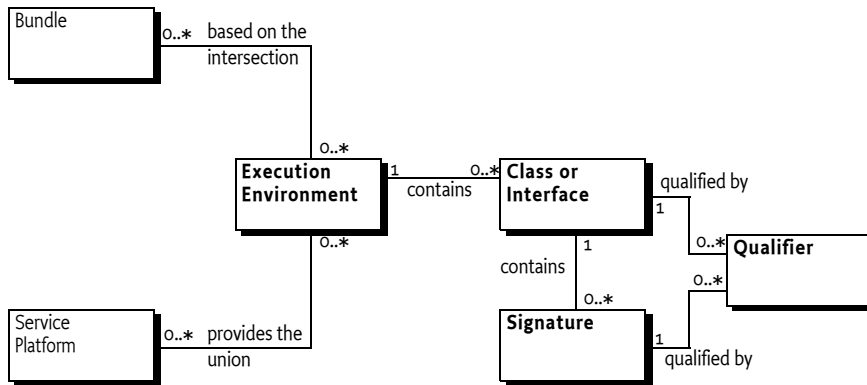 Bundle
0..*
based on the
intersection
0..*
Execution
Environment
1
contains
0..*
Class or
Interface
qualified by
1
0..*
Qualifier
0..*
1
contains
0..*
0..*
Service
Platform
0..*
provides the
union
Signature
1
qualified by